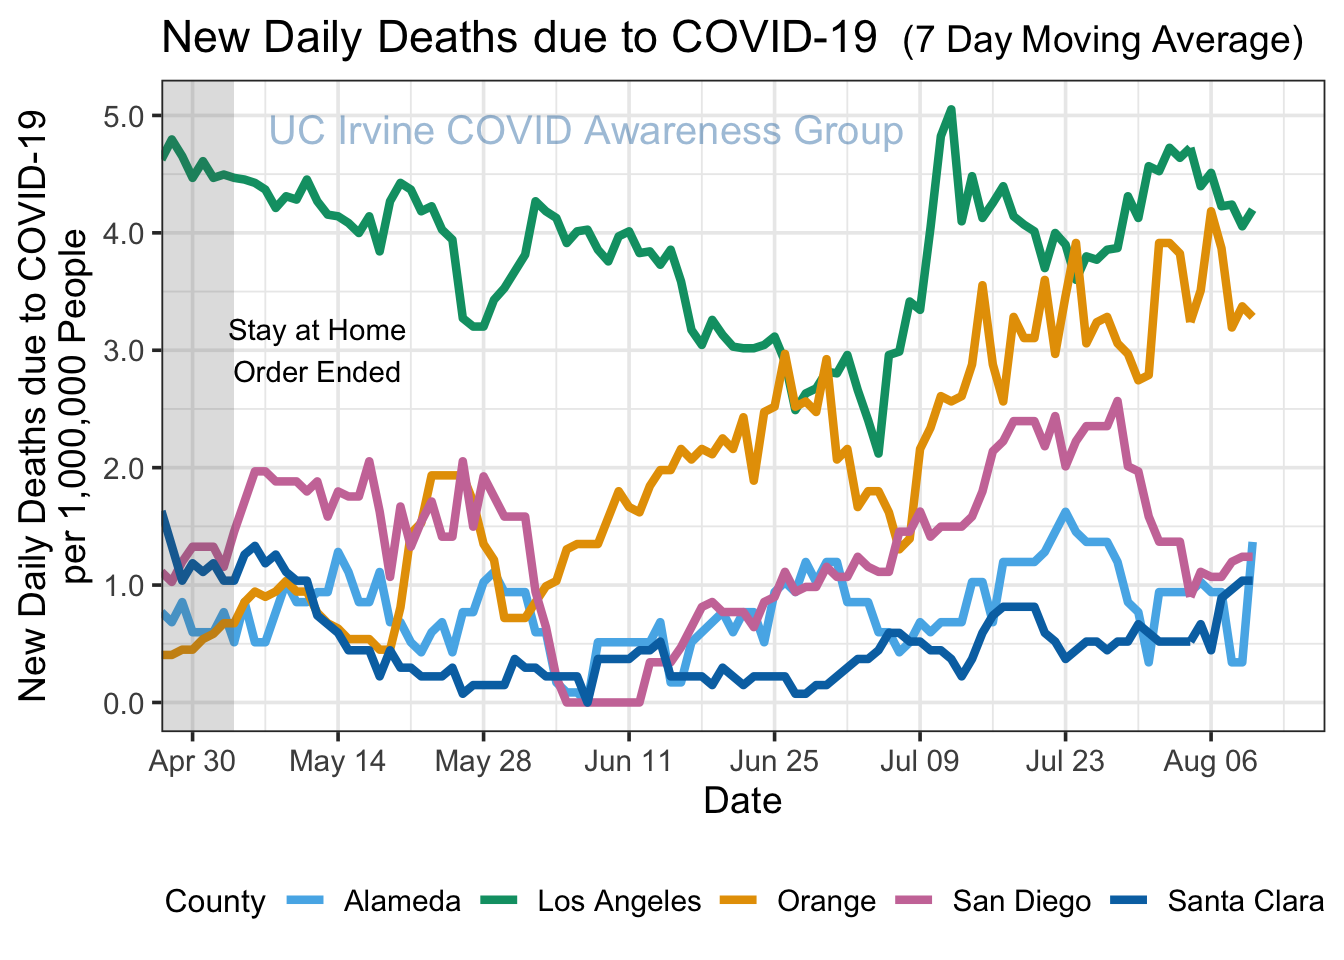 New Daily Deaths due to COVID-19 (7 Day Moving Average)
New Daily Deaths due to COVID-19
per 1,000,000 People
5.0
4.0
3.0
2.0
1.0
0.0
UC Irvine COVID Awareness Group
Stay at Home
Order Ended
Apr 30 May 14 May 28 Jun 11 Jun 25 Jul 09 Jul 23 Aug 06
Date
County Alameda Los Angeles Orange San Diego Santa Clara